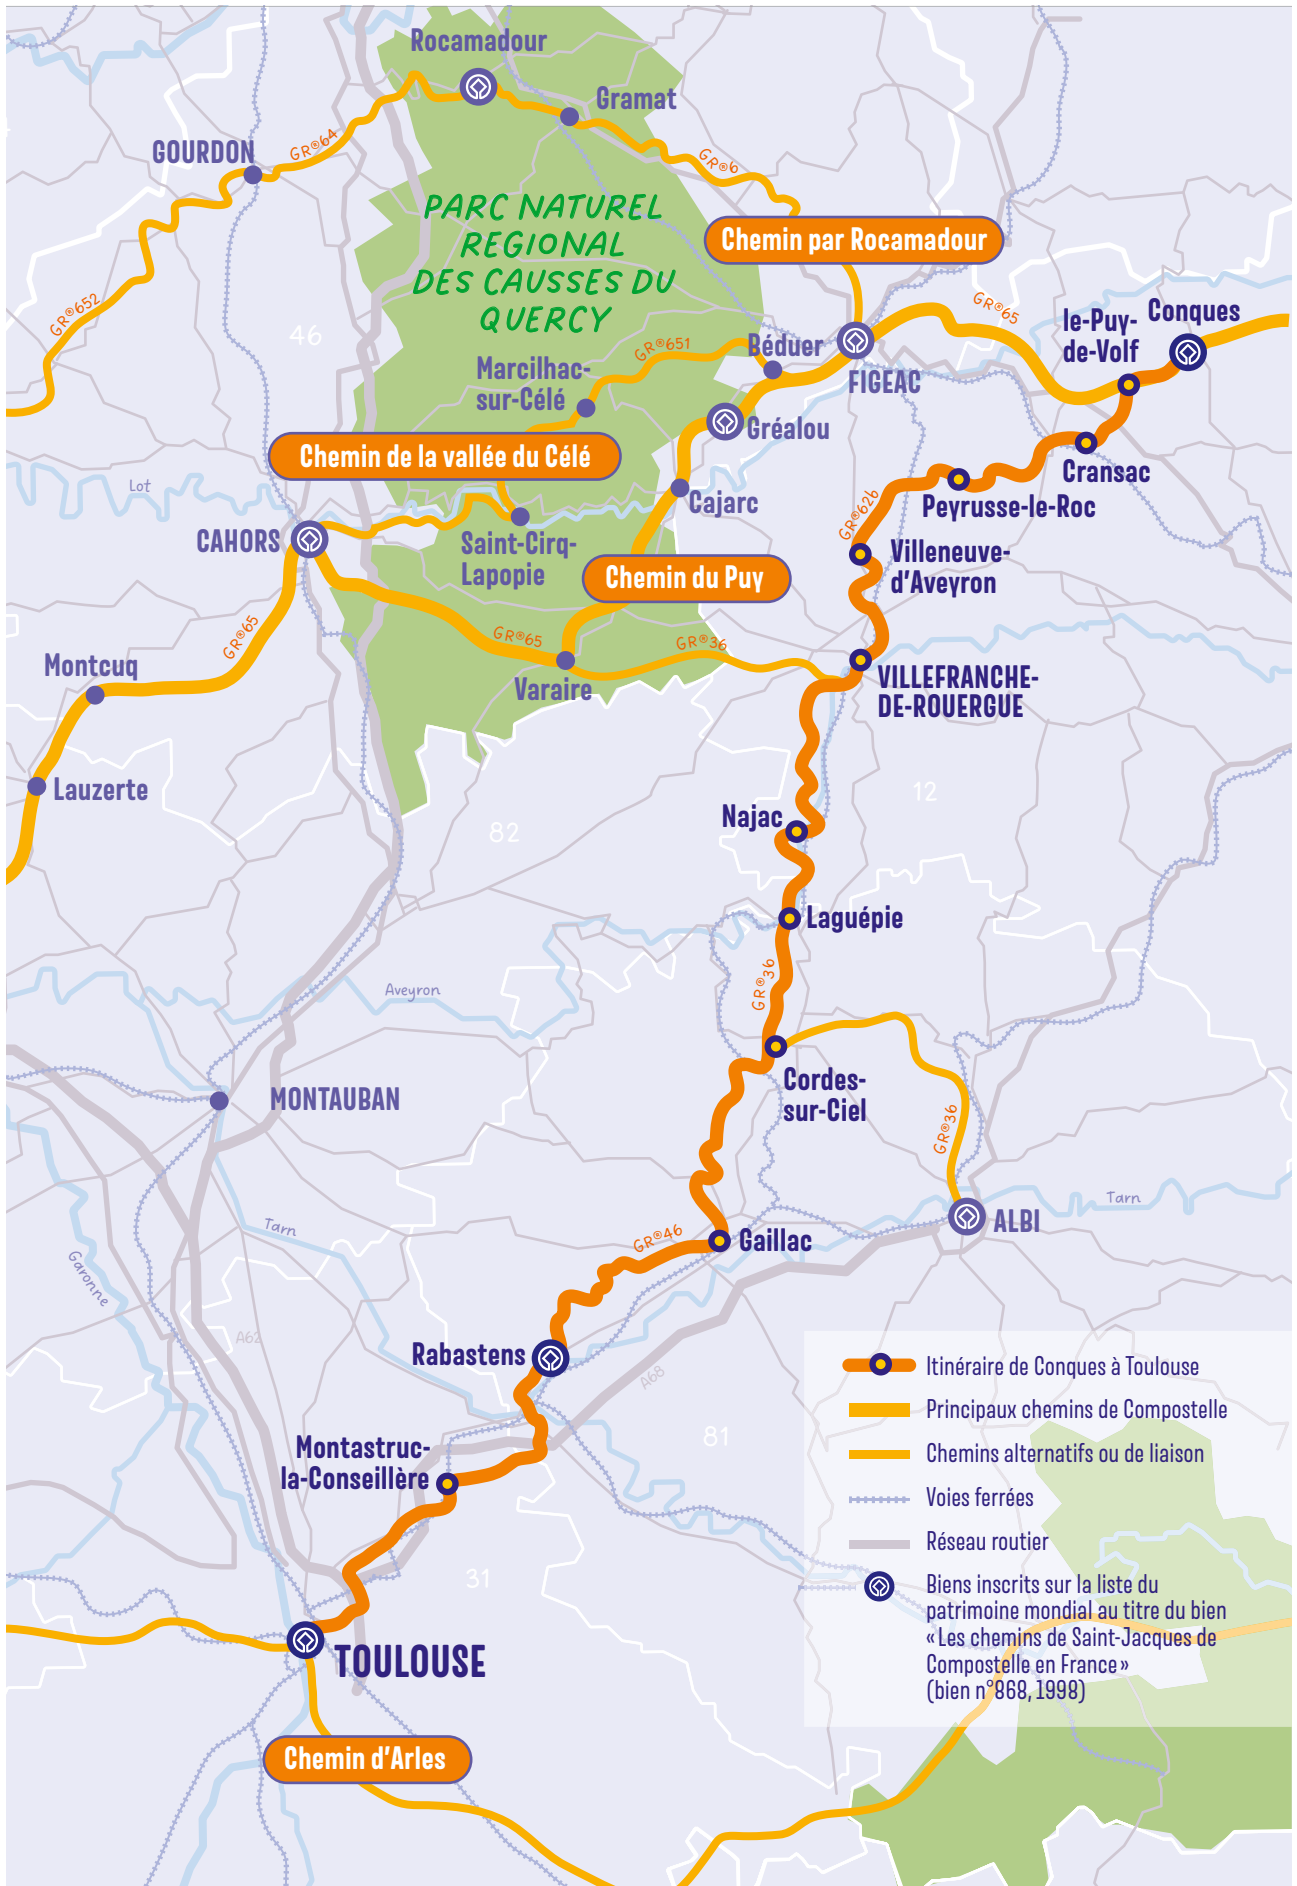 Rocamadour
Gramat
GOURDON
GR®64
GR®6
PARC NATUREL
REGIONAL
DES CAUSSES DU
QUERCY
Chemin par Rocamadour
GR®652
46
GR®65
le-Puy-
de-Volf
Conques
GR®651
Béduer
FIGEAC
Marcilhac-
sur-Célé
Gréalou
Chemin de la vallée du Célé
Cransac
Lot
Cajarc
Peyrusse-le-Roc
GR®62b
CAHORS
Saint-Cirq-
Lapopie
Villeneuve-
d'Aveyron
Chemin du Puy
GR®65
GR®65
GR®36
Montcuq
Varaire
VILLEFRANCHE-
DE-ROUERGUE
Lauzerte
12
Najac
82
Laguépie
GR®36
Aveyron
Cordes-
sur-Ciel
MONTAUBAN
GR®36
Tarn
ALBI
Tarn
GR®46
Gaillac
Garonne
A62
Rabastens
A68
81
Montastruc-
la-Conseillère
31
TOULOUSE
Chemin d'Arles
Itinéraire de Conques à Toulouse
Principaux chemins de Compostelle
Chemins alternatifs ou de liaison
Voies ferrées
Réseau routier
Biens inscrits sur la liste du
patrimoine mondial au titre du bien
«Les chemins de Saint-Jacques de
Compostelle en France»
(bien n°868, 1998)